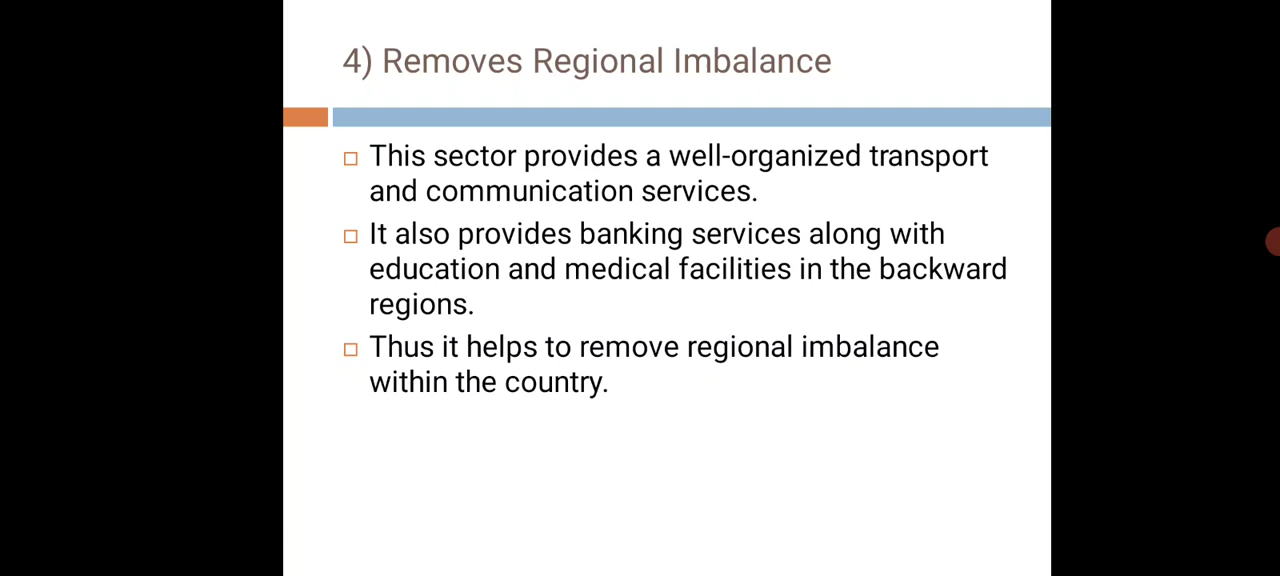 4) Removes Regional Imbalance
This sector provides a well-organized transport
and communication services.
It also provides banking services along with
education and medical facilities in the backward
regions.
Thus it helps to remove regional imbalance
within the country.